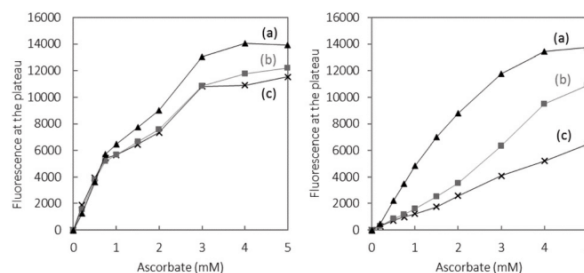 16000
14000
12000
10000
8000
6000
4000
2000
0
Fluorescence at the plateau
0 1 2 3 4 5
Ascorbate (mM)
(a)
(b)
(c)
16000
14000
12000
10000
8000
6000
4000
2000
0
Fluorescence at the plateau
0 1 2 3 4
Ascorbate (mM)
(a)
(b)
(c)